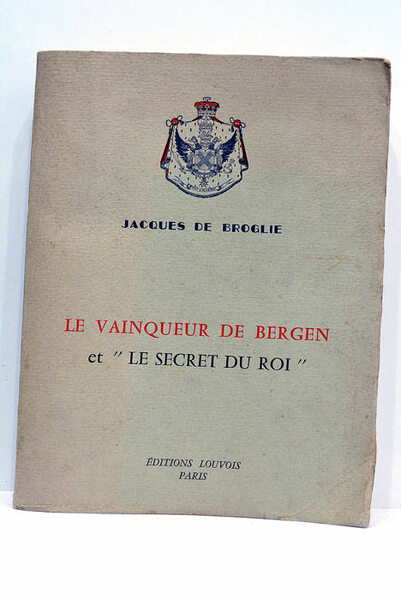 JACQUES DE BROGLIE
LE VAINQUEUR DE BERGEN
et " LE SECRET DU ROI "
ÉDITIONS LOUVOIS
PARIS